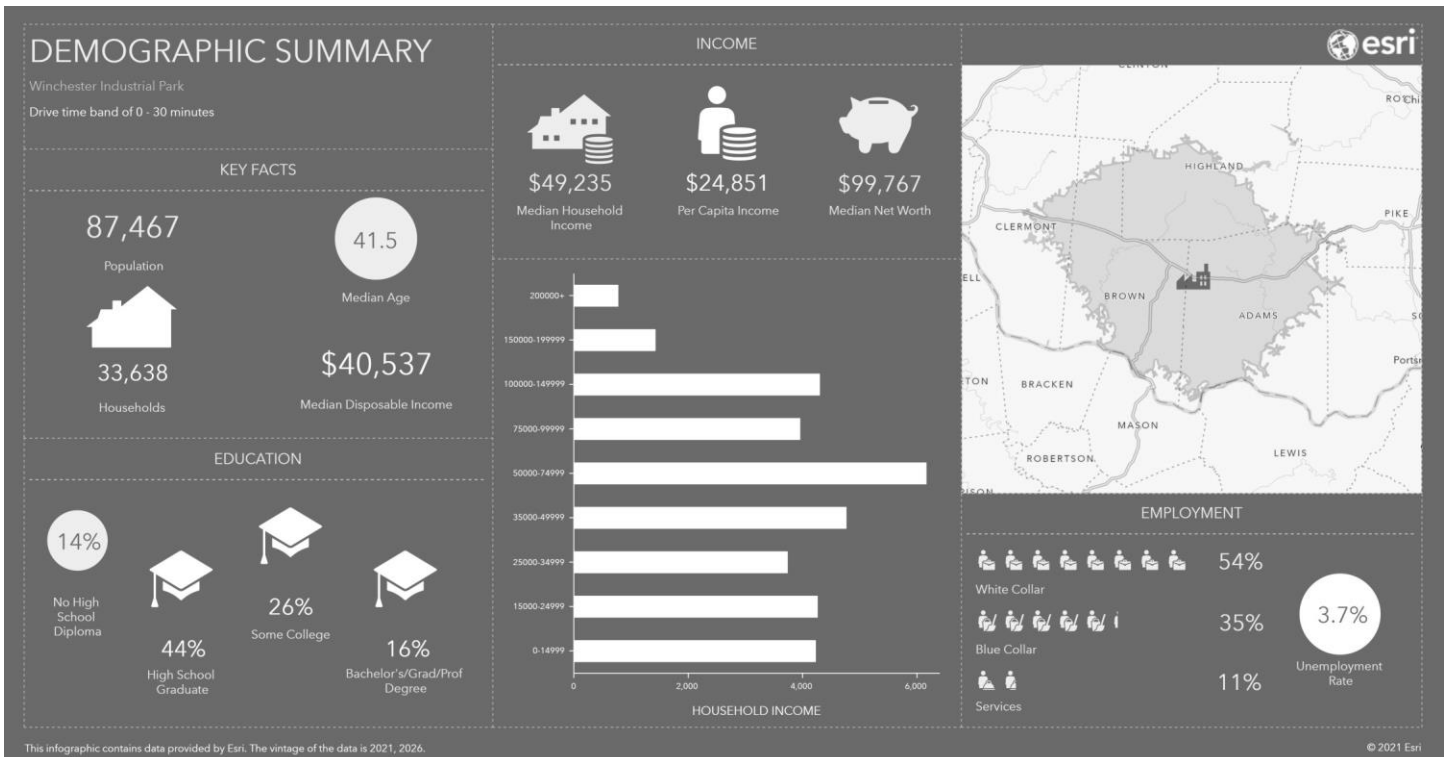 DEMOGRAPHIC SUMMARY
Winchester Industrial Park
Drive time band of 0 - 30 minutes
KEY FACTS
87,467
Population
41.5
Median Age
33,638
Households
$40,537
Median Disposable Income
EDUCATION
14%
No High
School
Diploma
44%
High School
Graduate
26%
Some College
16%
Bachelor's/Grad/Prof
Degree
INCOME
$49,235
Median Household
Income
$24,851
Per Capita Income
$99,767
Median Net Worth
200000+
150000-199999
100000-149999
75000-99999
50000-74999
35000-49999
25000-34999
15000-24999
0-14999
0
2,000
4,000
6,000
HOUSEHOLD INCOME
esri
CLINTON
HIGHLAND
PIKE
CLERMONT
ELL
BROWN
ADAMS
SC
Ports
TON
BRACKEN
MASON
ROBERTSON
LEWIS
EMPLOYMENT
54%
White Collar
35%
Blue Collar
11%
Services
3.7%
Unemployment
Rate
This infographic contains data provided by Esri. The vintage of the data is 2021, 2026.
© 2021 Esri